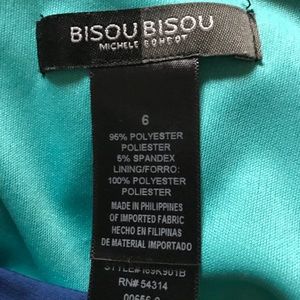 BISOU BISOU
MICHELE BOHBOT
6
95% POLYESTER
POLIESTER
5% SPANDEX
LINING/FORRO:
100% POLYESTER
POLIESTER
MADE IN PHILIPPINES
OF IMPORTED FABRIC
HECHO EN FILIPINAS
DE MATERIAL IMPORTADO
RN# 54314